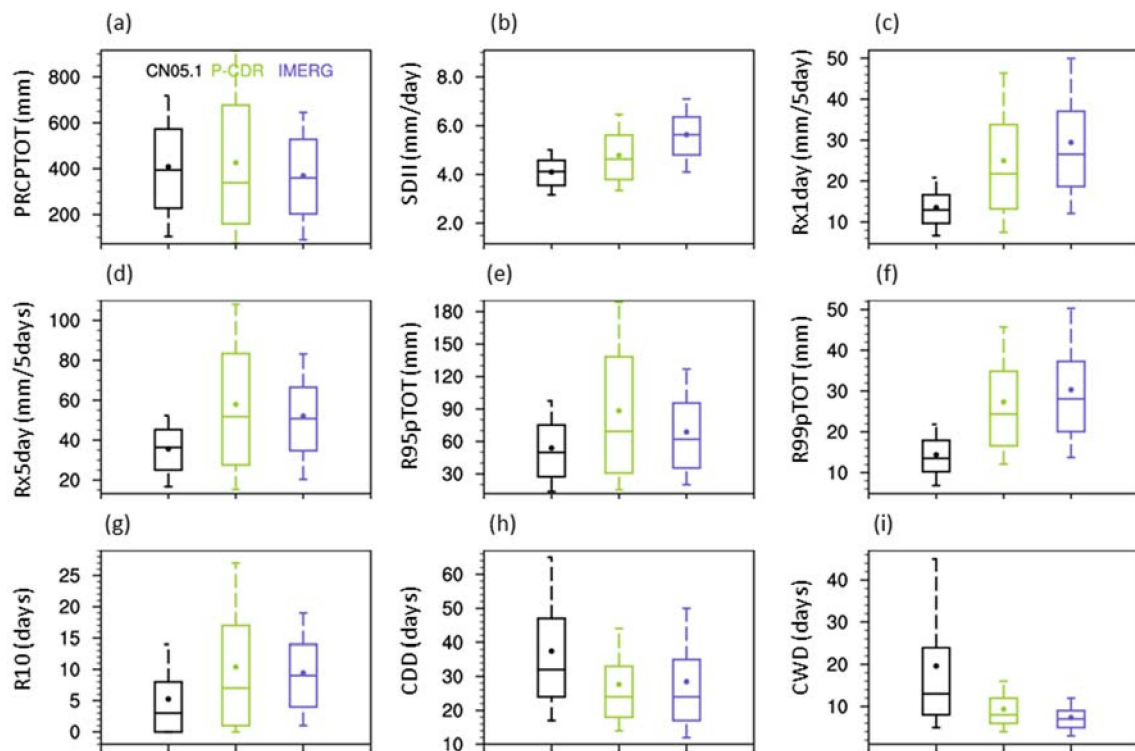 (a)
(b)
(c)
PRCPTOT (mm)
800
600
400
200
CN05.1 P-CDR IMERG
SDII (mm/day)
8.0
6.0
4.0
2.0
Rx1day (mm/5day)
50
40
30
20
10
(d)
(e)
(f)
Rx5day (mm/5days)
100
80
60
40
20
R95pTOT (mm)
180
150
120
90
60
30
R99pTOT (mm)
50
40
30
20
10
(g)
(h)
(i)
R10 (days)
25
20
15
10
5
0
CDD (days)
60
50
40
30
20
10
CWD (days)
40
30
20
10